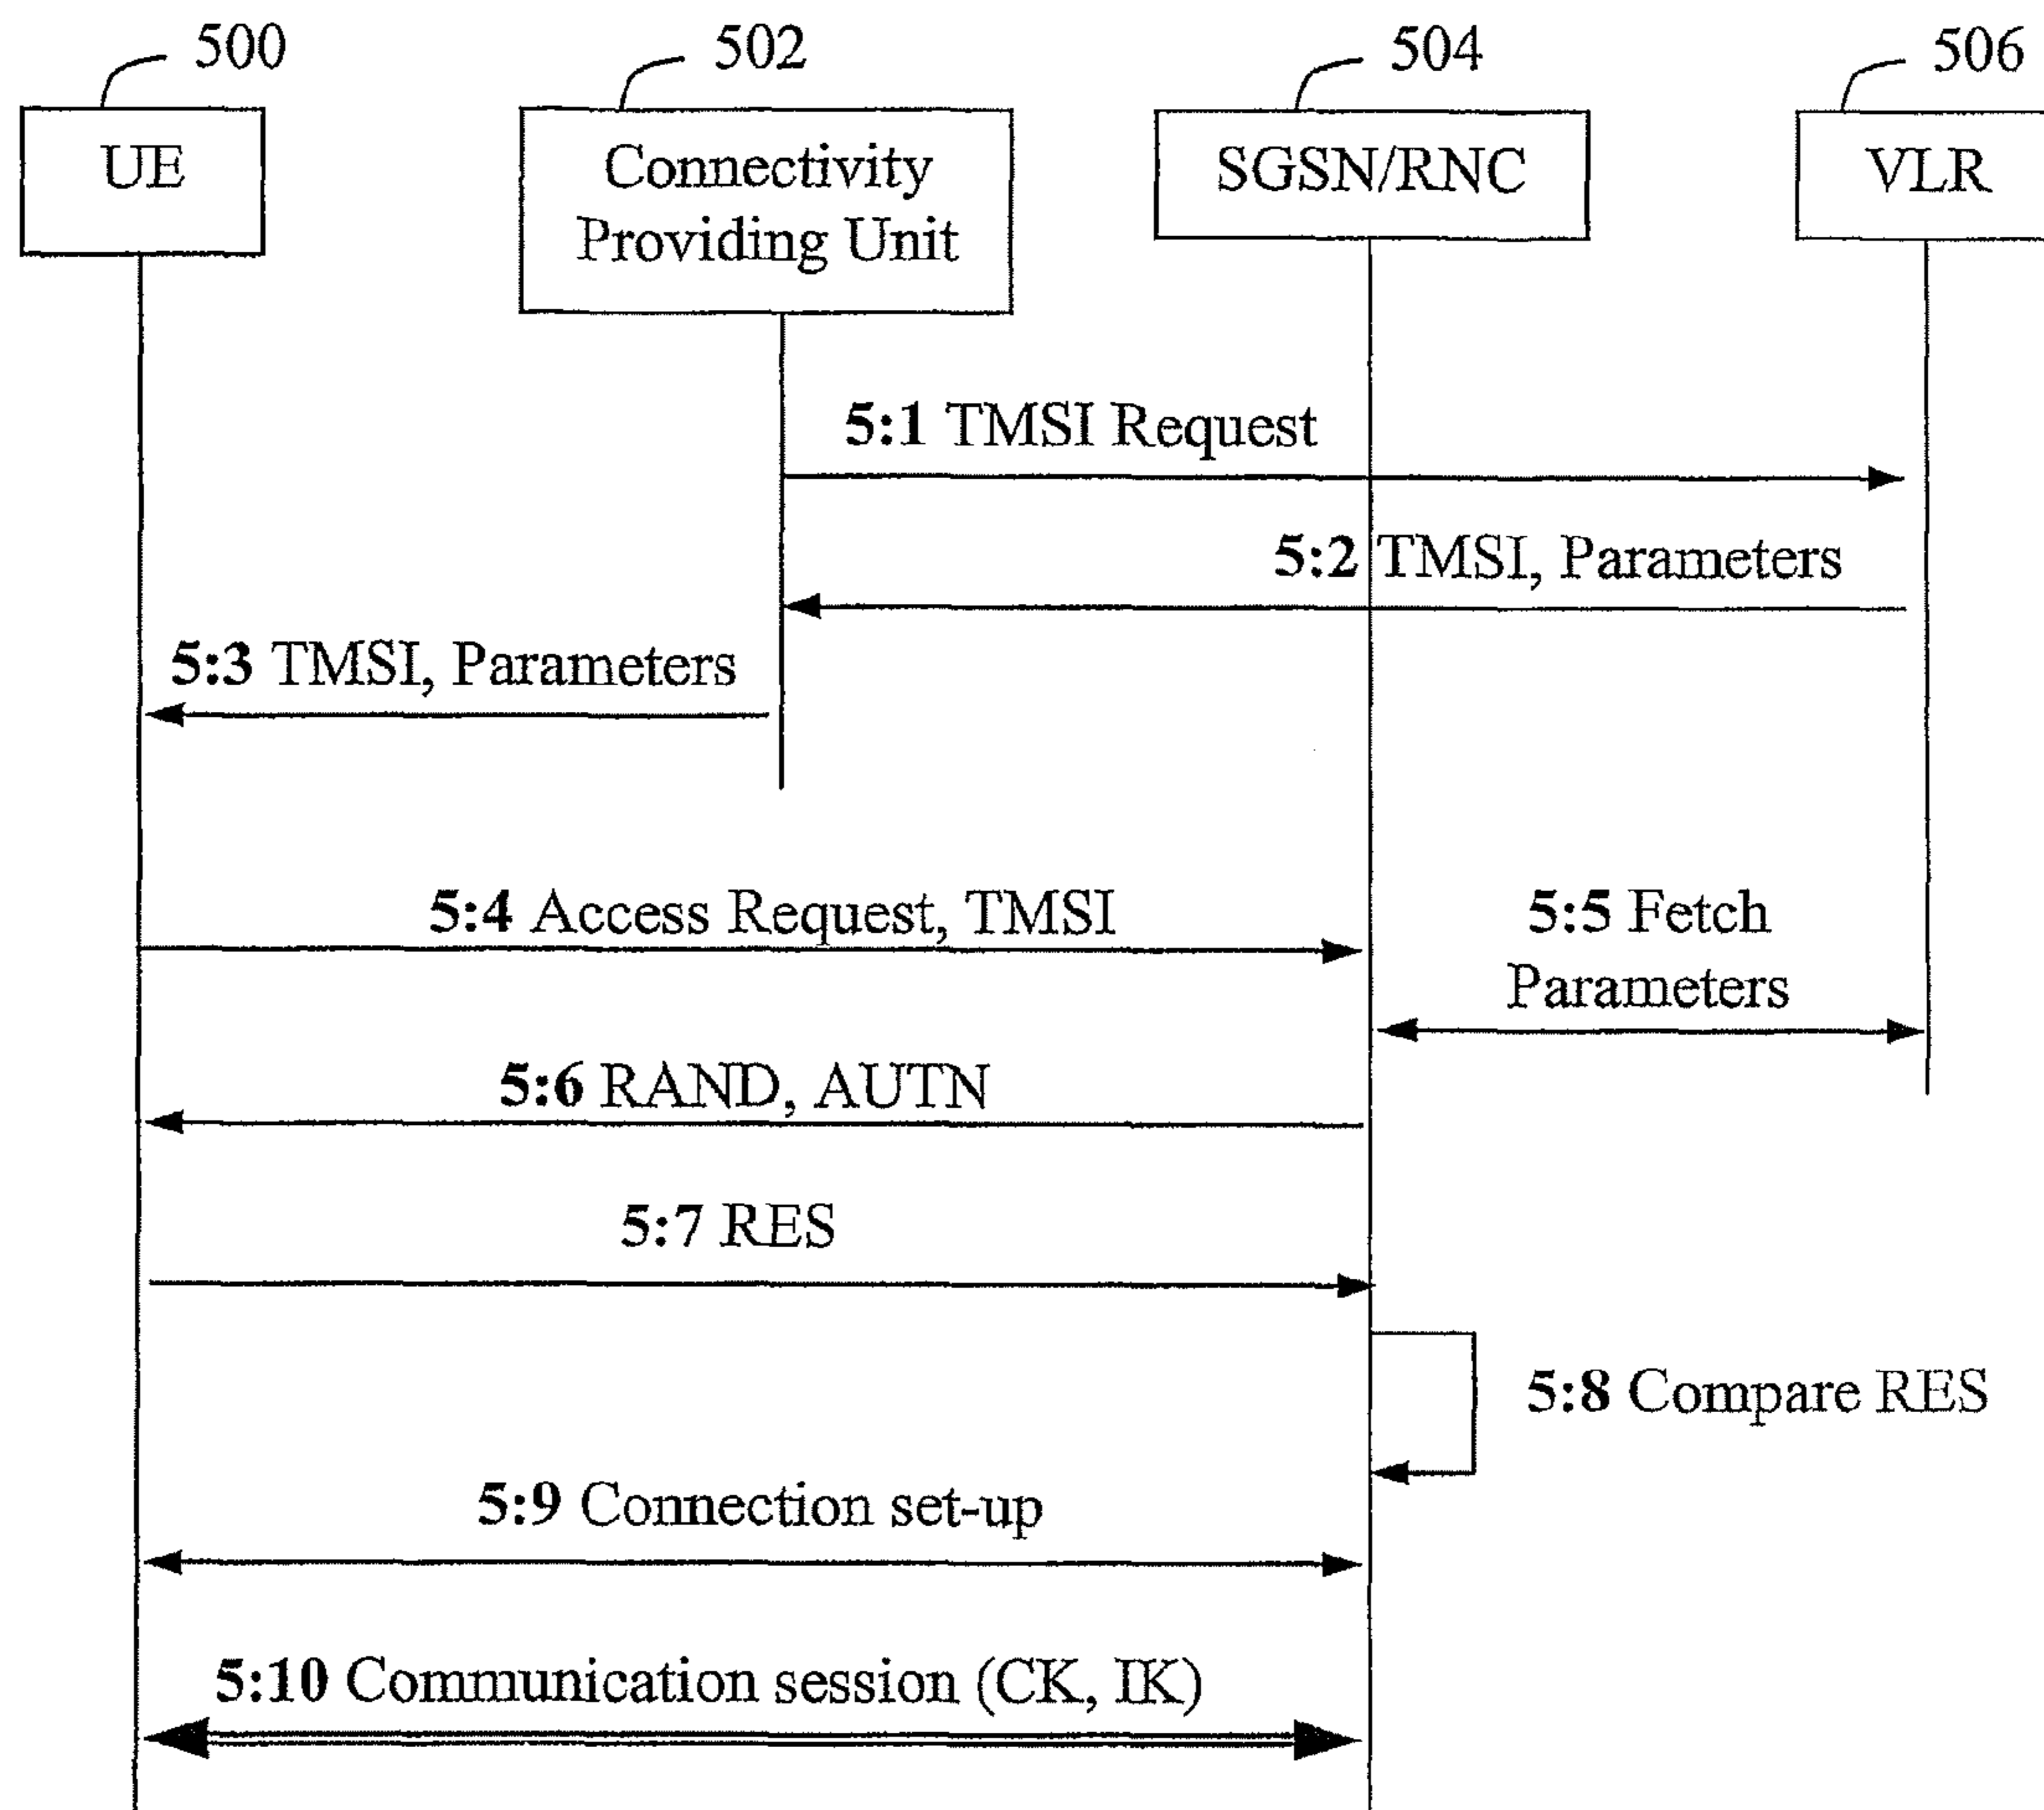 500
502
504
506
UE
Connectivity
Providing Unit
SGSN/RNC
VLR
5:1 TMSI Request
5:2 TMSI, Parameters
5:3 TMSI, Parameters
5:4 Access Request, TMSI
5:5 Fetch
Parameters
5:6 RAND, AUTN
5:7 RES
5:8 Compare RES
5:9 Connection set-up
5:10 Communication session (CK, IK)